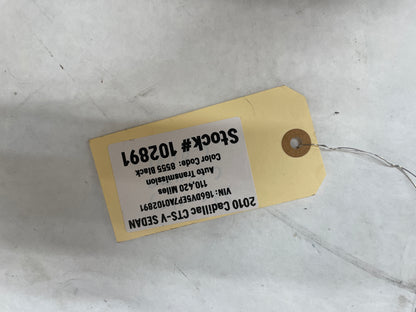 2010 Cadillac CTS-V SEDAN
VIN: 1G6DV5EP7A0102891
110,420 Miles
Auto Transmission
Color Code: 8555 Black
Stock# 102891